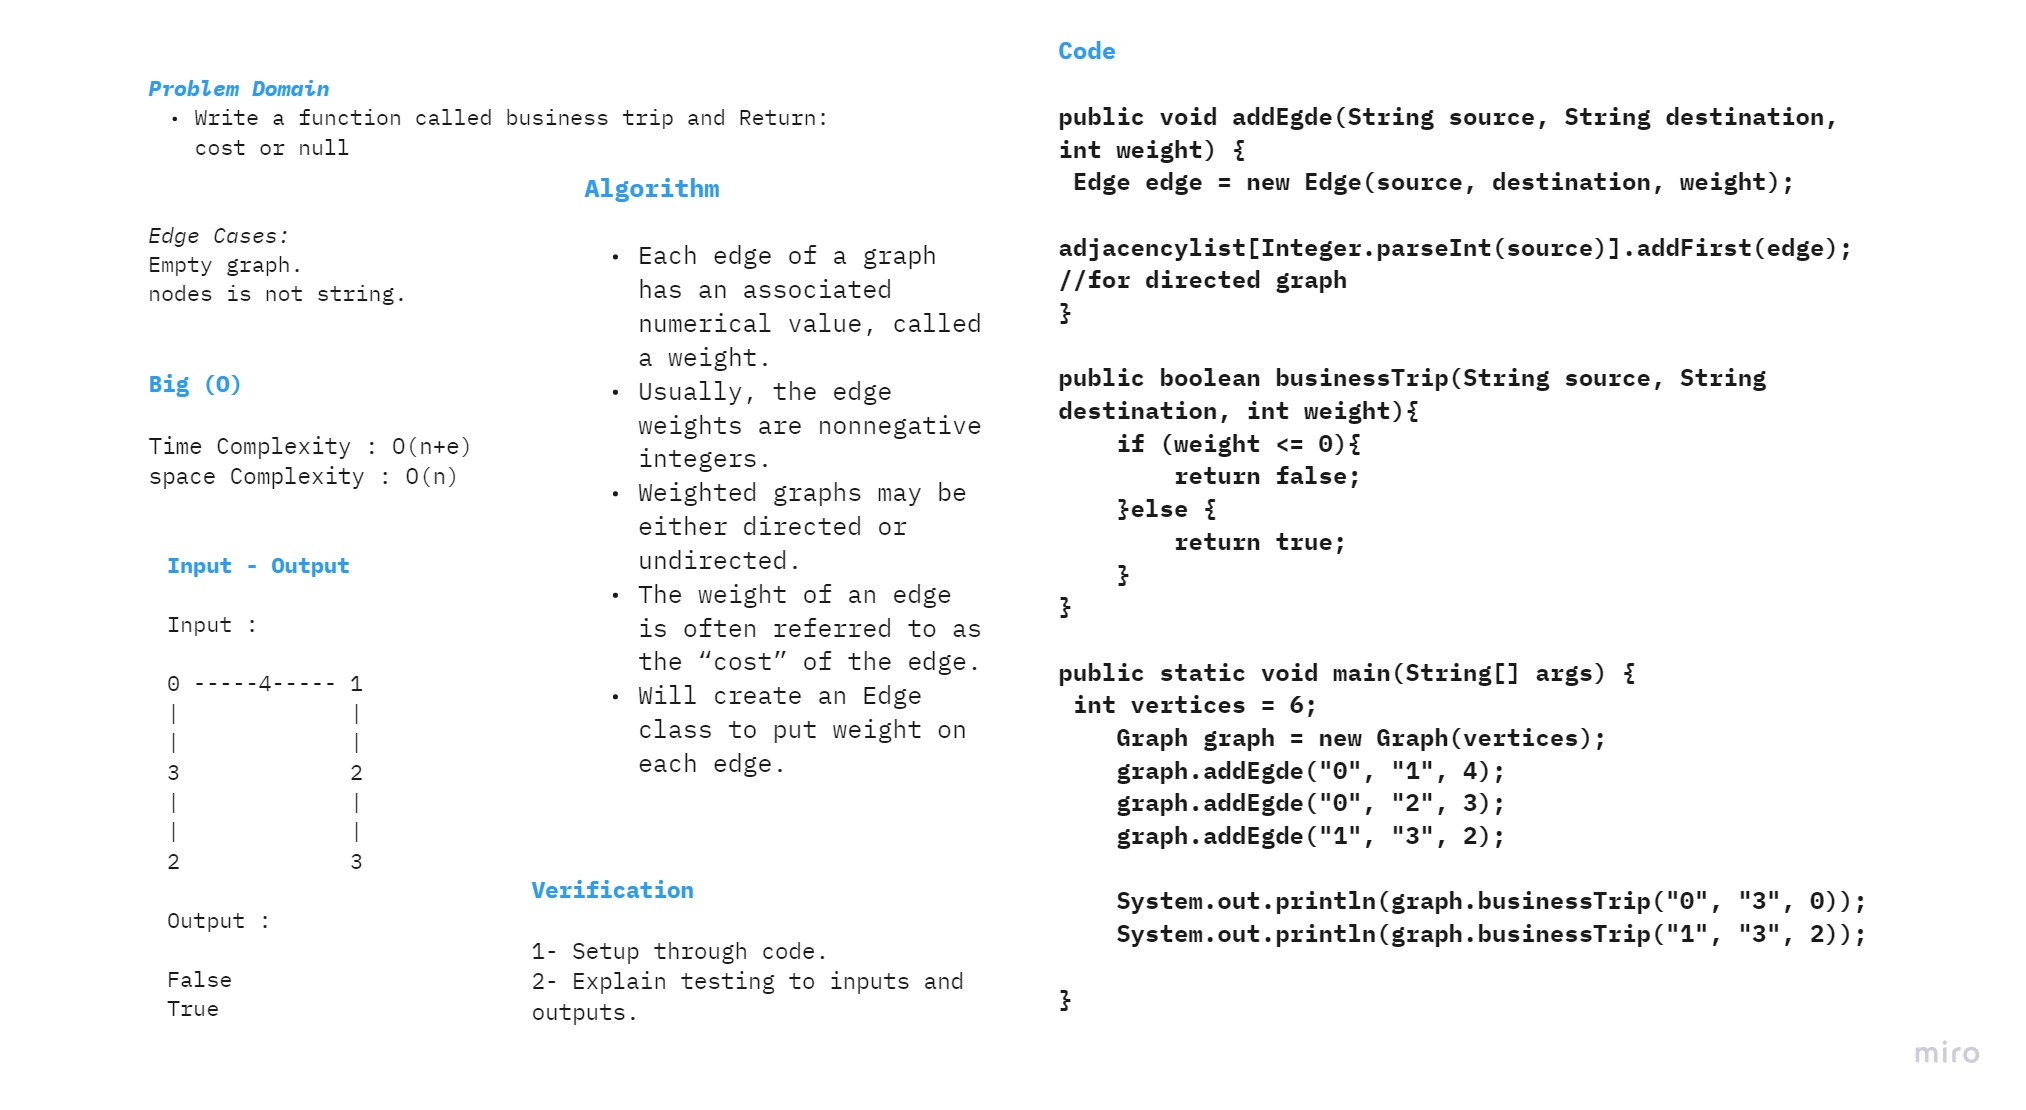 Problem Domain
• Write a function called business trip and Return:
cost or null
Edge Cases:
Empty graph.
nodes is not string.
Big (O)
Time Complexity : O(n+e)
space Complexity : O(n)
Input - Output
Input :
0 -----4----- 1
|              |
|              |
3              2
|              |
|              |
2              3
Output :
False
True
Algorithm
• Each edge of a graph
has an associated
numerical value, called
a weight.
• Usually, the edge
weights are nonnegative
integers.
• Weighted graphs may be
either directed or
undirected.
• The weight of an edge
is often referred to as
the “cost” of the edge.
• Will create an Edge
class to put weight on
each edge.
Verification
1- Setup through code.
2- Explain testing to inputs and
outputs.
Code
public void addEgde(String source, String destination,
int weight) {
 Edge edge = new Edge(source, destination, weight);
adjacencylist[Integer.parseInt(source)].addFirst(edge);
//for directed graph
}
public boolean businessTrip(String source, String
destination, int weight){
    if (weight <= 0){
        return false;
    }else {
        return true;
    }
}
public static void main(String[] args) {
 int vertices = 6;
    Graph graph = new Graph(vertices);
    graph.addEgde("0", "1", 4);
    graph.addEgde("0", "2", 3);
    graph.addEgde("1", "3", 2);
    System.out.println(graph.businessTrip("0", "3", 0));
    System.out.println(graph.businessTrip("1", "3", 2));
}
miro